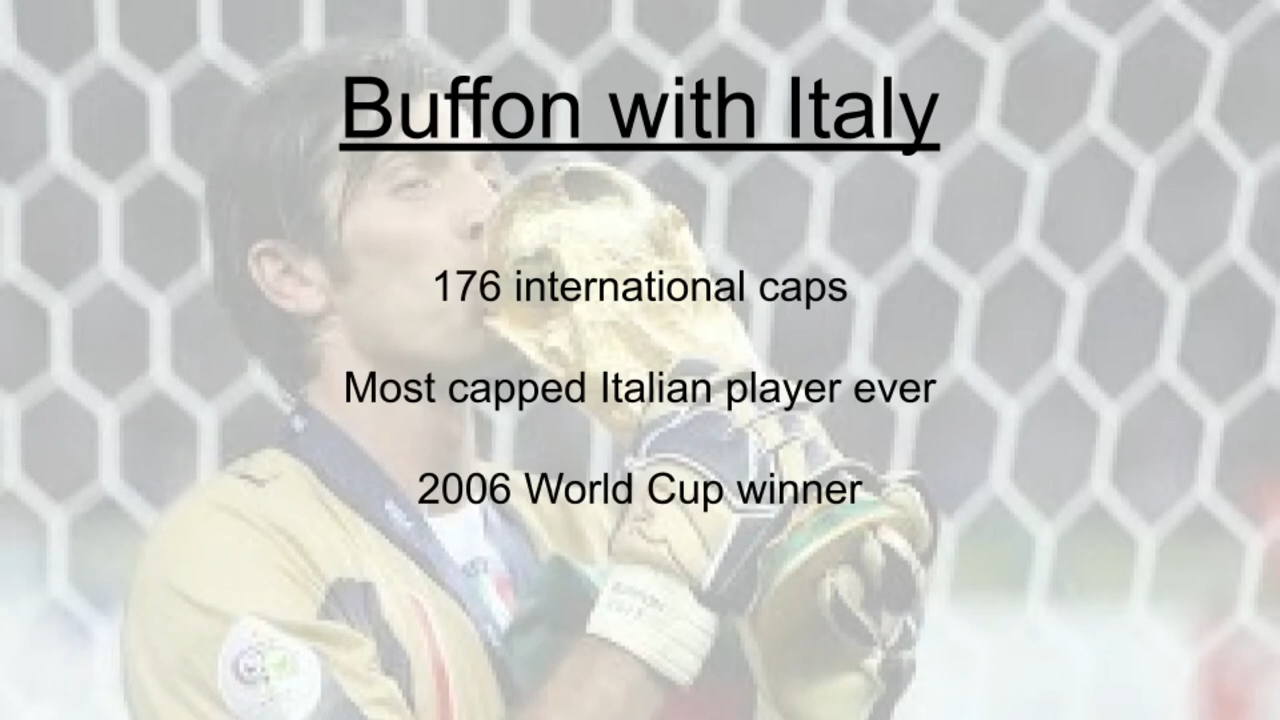 Buffon with Italy
176 international caps
Most capped Italian player ever
2006 World Cup winner